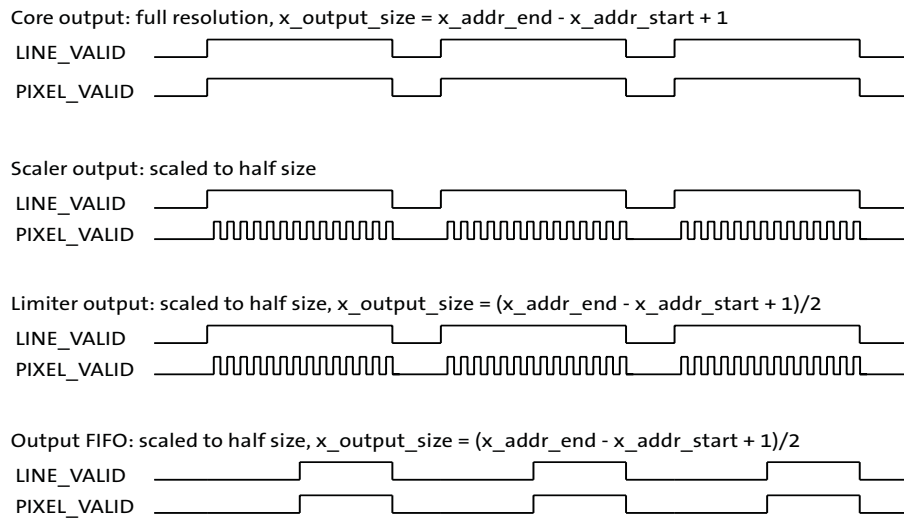 Core output: full resolution, x_output_size = x_addr_end - x_addr_start + 1
LINE_VALID
PIXEL_VALID
Scaler output: scaled to half size
LINE_VALID
PIXEL_VALID
Limiter output: scaled to half size, x_output_size = (x_addr_end - x_addr_start + 1)/2
LINE_VALID
PIXEL_VALID
Output FIFO: scaled to half size, x_output_size = (x_addr_end - x_addr_start + 1)/2
LINE_VALID
PIXEL_VALID